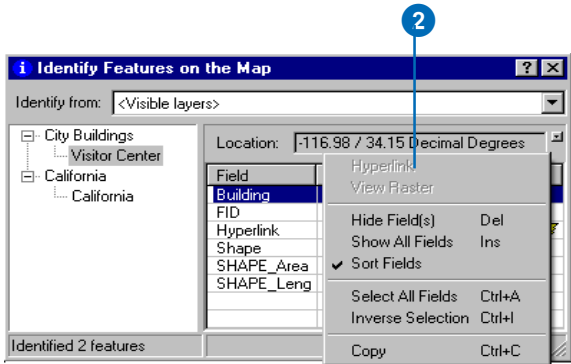 2
i Identify Features on the Map ? X
Identify from: <Visible layers>
City Buildings
Visitor Center
California
California
Location: -116.98 / 34.15 Decimal Degrees
Field
Building
FID
Hyperlink
Shape
SHAPE_Area
SHAPE_Leng
Hyperlink
View Raster
Hide Field(s) Del
Show All Fields Ins
✓ Sort Fields
Select All Fields Ctrl+A
Inverse Selection Ctrl+I
Copy Ctrl+C
Identified 2 features